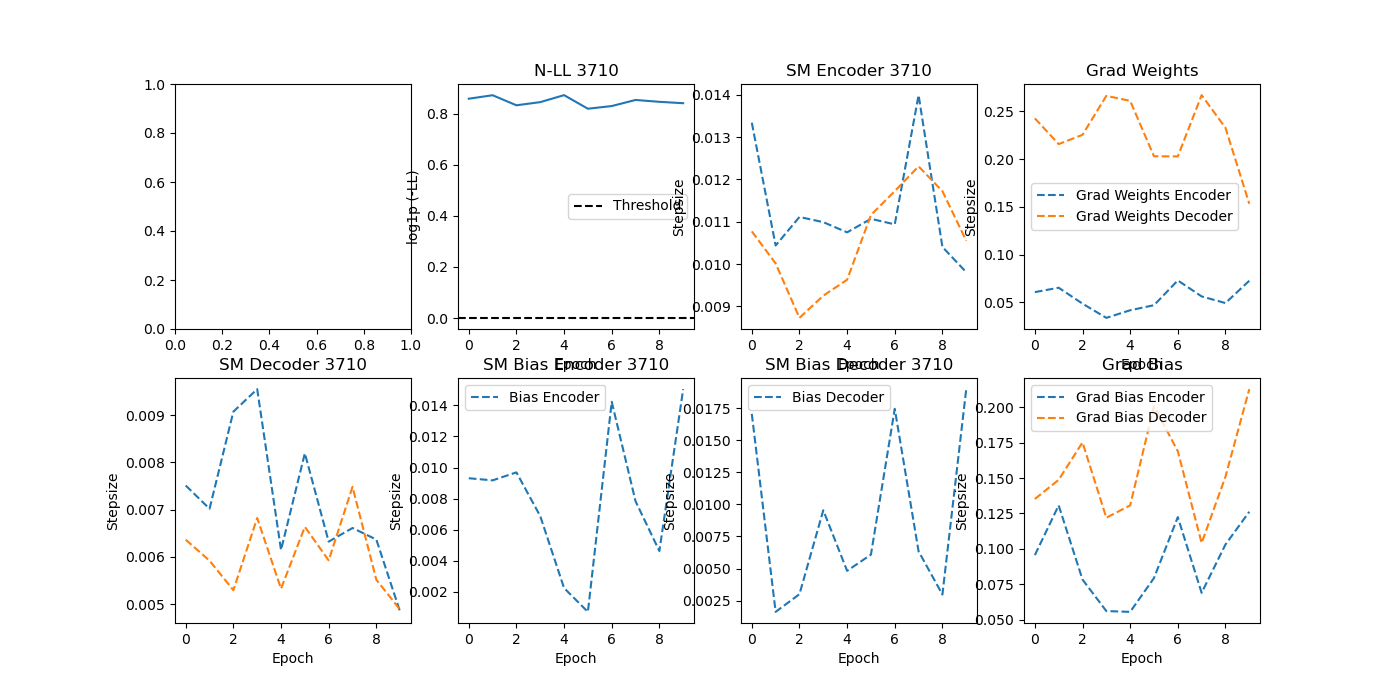 1.0
0.8
0.6
0.4
0.2
0.0
0.0 0.2 0.4 0.6 0.8 1.0
N-LL 3710
log1p (-LL)
0.8
0.6
0.4
0.2
0.0
Threshold
0 2 4 6 8
Epoch
SM Encoder 3710
Stepsize
0.014
0.013
0.012
0.011
0.010
0.009
0 2 4 6 8
Epoch
Grad Weights
Stepsize
0.25
0.20
0.15
0.10
0.05
Grad Weights Encoder
Grad Weights Decoder
0 2 4 6 8
Epoch
SM Decoder 3710
Stepsize
0.009
0.008
0.007
0.006
0.005
0 2 4 6 8
Epoch
SM Bias Encoder 3710
Stepsize
0.014
0.012
0.010
0.008
0.006
0.004
0.002
Bias Encoder
0 2 4 6 8
Epoch
SM Bias Decoder 3710
Stepsize
0.0175
0.0150
0.0125
0.0100
0.0075
0.0050
0.0025
Bias Decoder
0 2 4 6 8
Epoch
Grad Bias
Stepsize
0.200
0.175
0.150
0.125
0.100
0.075
0.050
Grad Bias Encoder
Grad Bias Decoder
0 2 4 6 8
Epoch